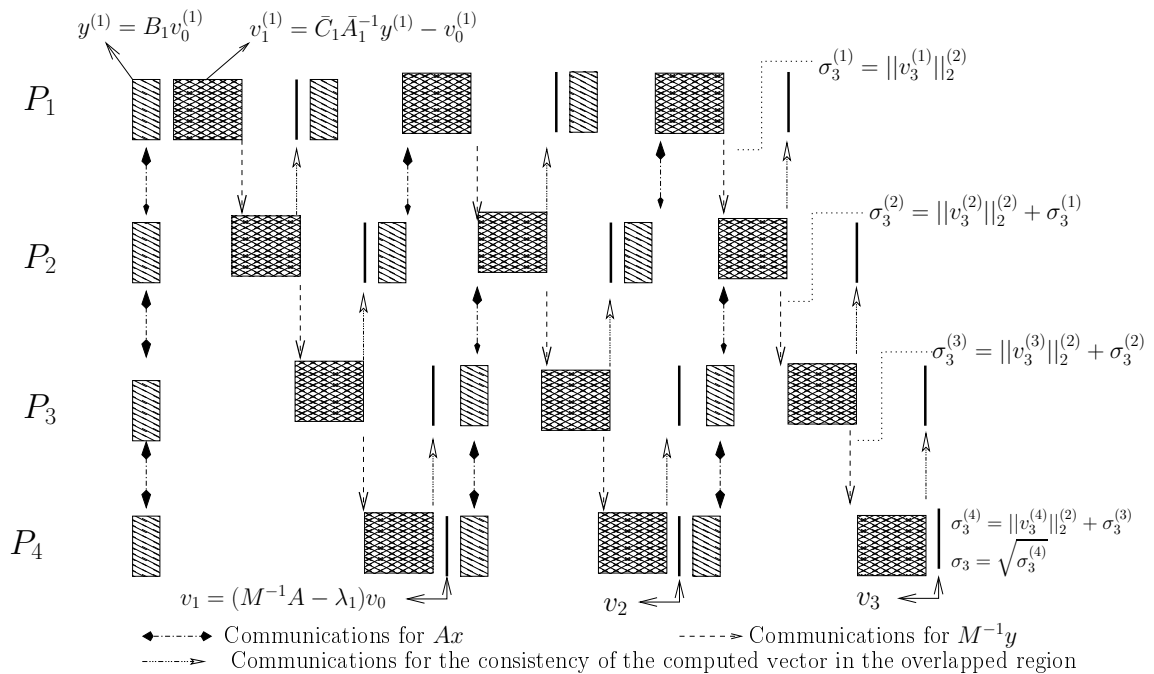 y^{(1)} = B_1 v_0^{(1)}
v_1^{(1)} = \bar{C}_1 \bar{A}_1^{-1} y^{(1)} - v_0^{(1)}
σ_3^{(1)} = ||v_3^{(1)}||_2^{(2)}
P_1
σ_3^{(2)} = ||v_3^{(2)}||_2^{(2)} + σ_3^{(1)}
P_2
σ_3^{(3)} = ||v_3^{(3)}||_2^{(2)} + σ_3^{(2)}
P_3
σ_3^{(4)} = ||v_3^{(4)}||_2^{(2)} + σ_3^{(3)}
P_4
σ_3 = \sqrt{σ_3^{(4)}}
v_1 = (M^{-1}A - λ_1)v_0
v_2
v_3
Communications for Ax
Communications for M^{-1}y
Communications for the consistency of the computed vector in the overlapped region